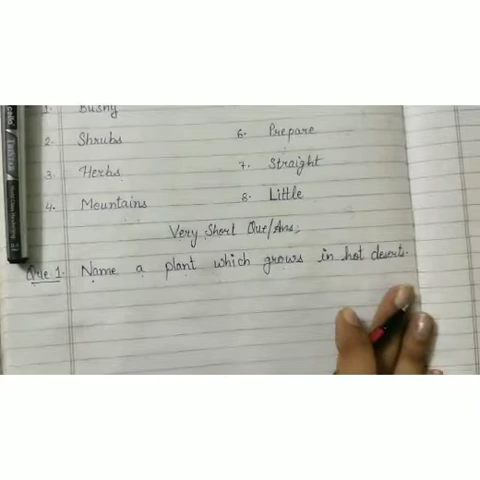 1. Bushy
2. Shrubs 6. Prepare
3. Herbs 7. Straight
4. Mountains 8. Little
Very Short Que/Ans:
Que.1. Name a plant which grows in hot deserts.